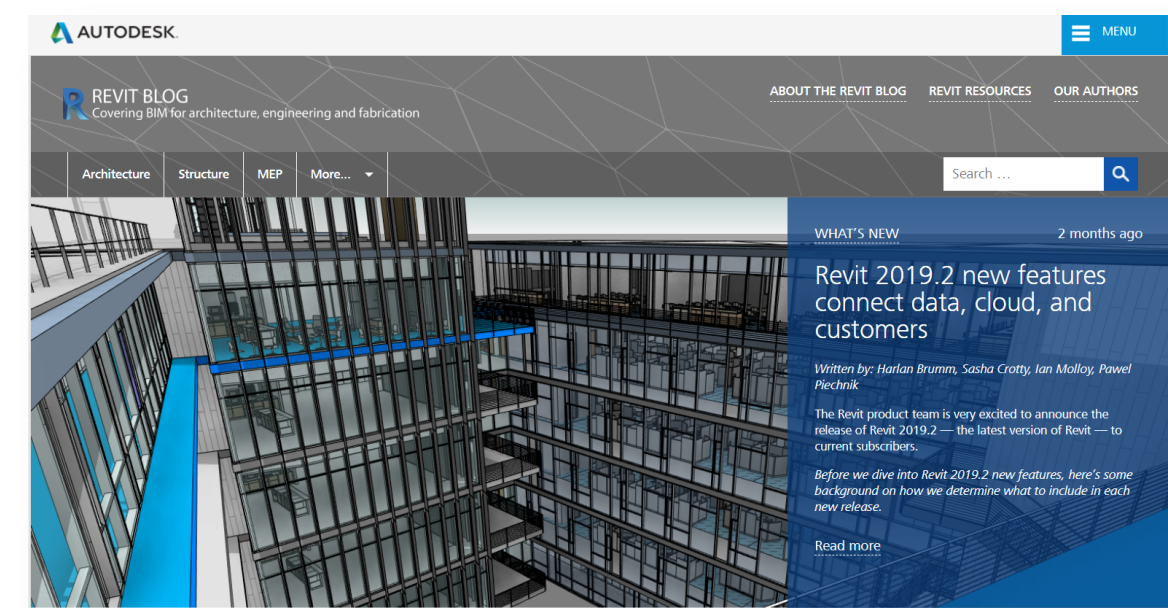 AUTODESK.
MENU
REVIT BLOG
Covering BIM for architecture, engineering and fabrication
ABOUT THE REVIT BLOG
REVIT RESOURCES
OUR AUTHORS
Architecture
Structure
MEP
More...
Search ...
WHAT'S NEW
2 months ago
Revit 2019.2 new features
connect data, cloud, and
customers
Written by: Harlan Brumm, Sasha Crotty, Ian Molloy, Pawel
Piechnik
The Revit product team is very excited to announce the
release of Revit 2019.2 — the latest version of Revit — to
current subscribers.
Before we dive into Revit 2019.2 new features, here's some
background on how we determine what to include in each
new release.
Read more